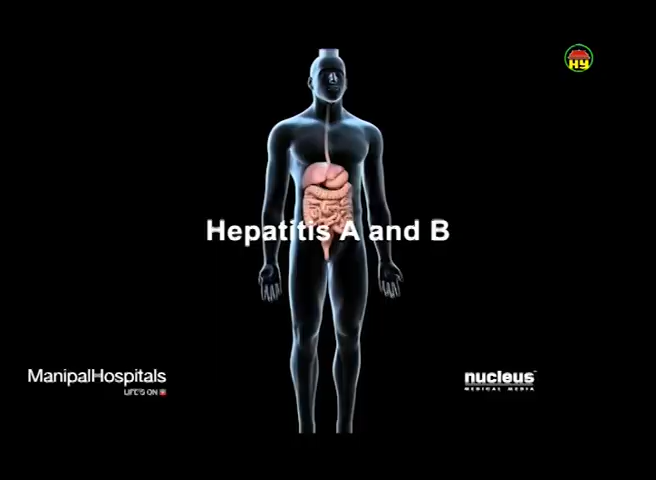 HY
Hepatitis A and B
ManipalHospitals
LIFE'S ON
nucleus
MEDICAL MEDIA